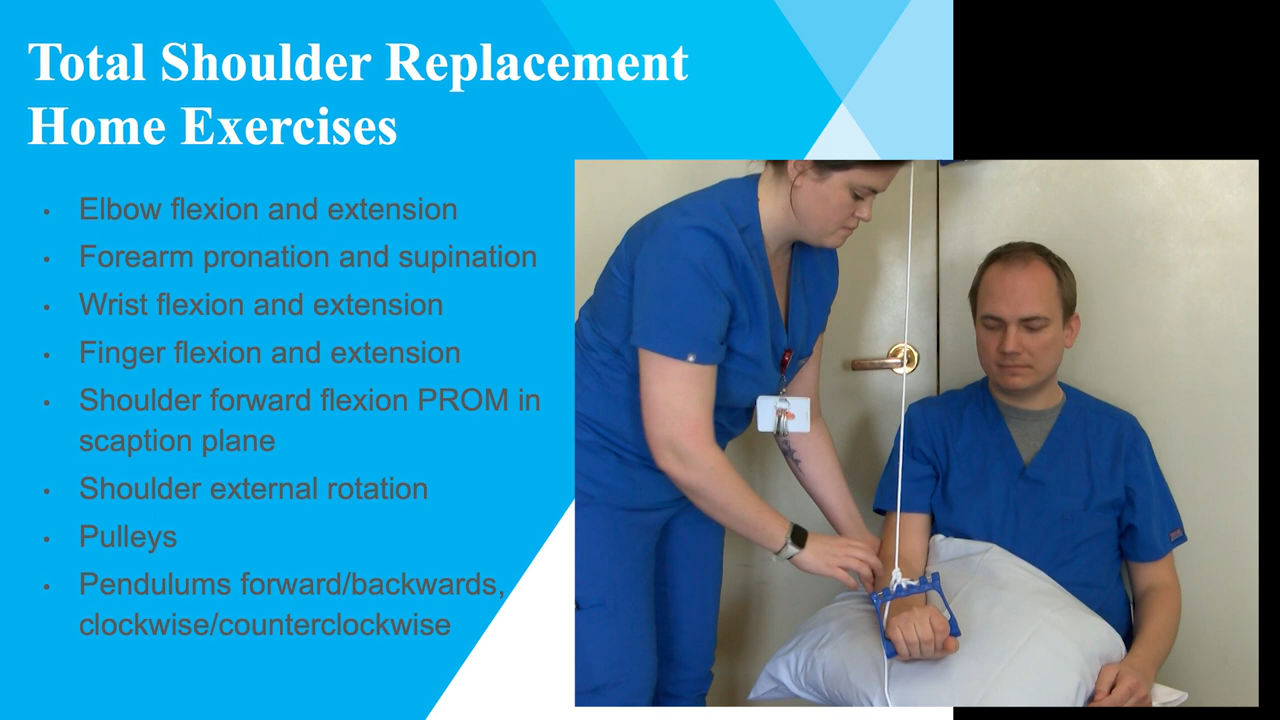 Total Shoulder Replacement
Home Exercises
• Elbow flexion and extension
• Forearm pronation and supination
• Wrist flexion and extension
• Finger flexion and extension
• Shoulder forward flexion PROM in
scaption plane
• Shoulder external rotation
• Pulleys
• Pendulums forward/backwards,
clockwise/counterclockwise